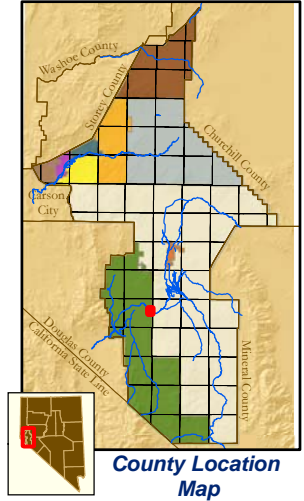 Washoe County
Storey County
Churchill County
Carson
City
Douglas County
California State Line
Mineral County
County Location
Map